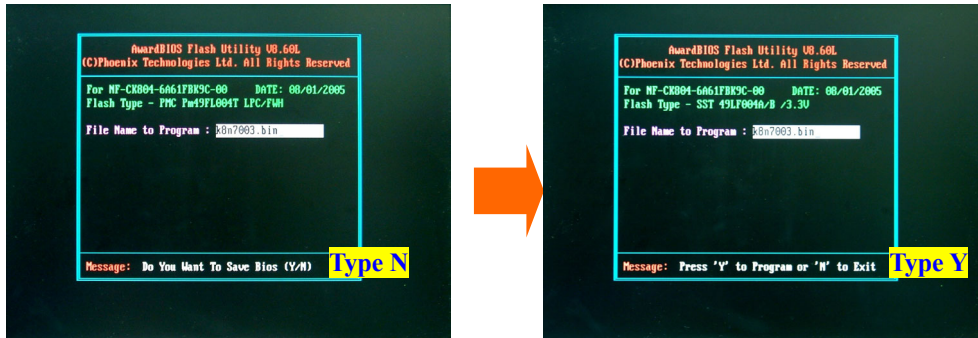 AwardBIOS Flash Utility V8.60L
(C)Phoenix Technologies Ltd. All Rights Reserved
For NF-CK804-6A61FBK9C-00 DATE: 08/01/2005
Flash Type - PMC Pm49FL004T LPC/FWH
File Name to Program : k8n7003.bin_
Message: Do You Want To Save Bios (Y/N)
Type N
AwardBIOS Flash Utility V8.60L
(C)Phoenix Technologies Ltd. All Rights Reserved
For NF-CK804-6A61FBK9C-00 DATE: 08/01/2005
Flash Type - SST 49LF004A/B /3.3V
File Name to Program : k8n7003.bin_
Message: Press 'Y' to Program or 'N' to Exit
Type Y